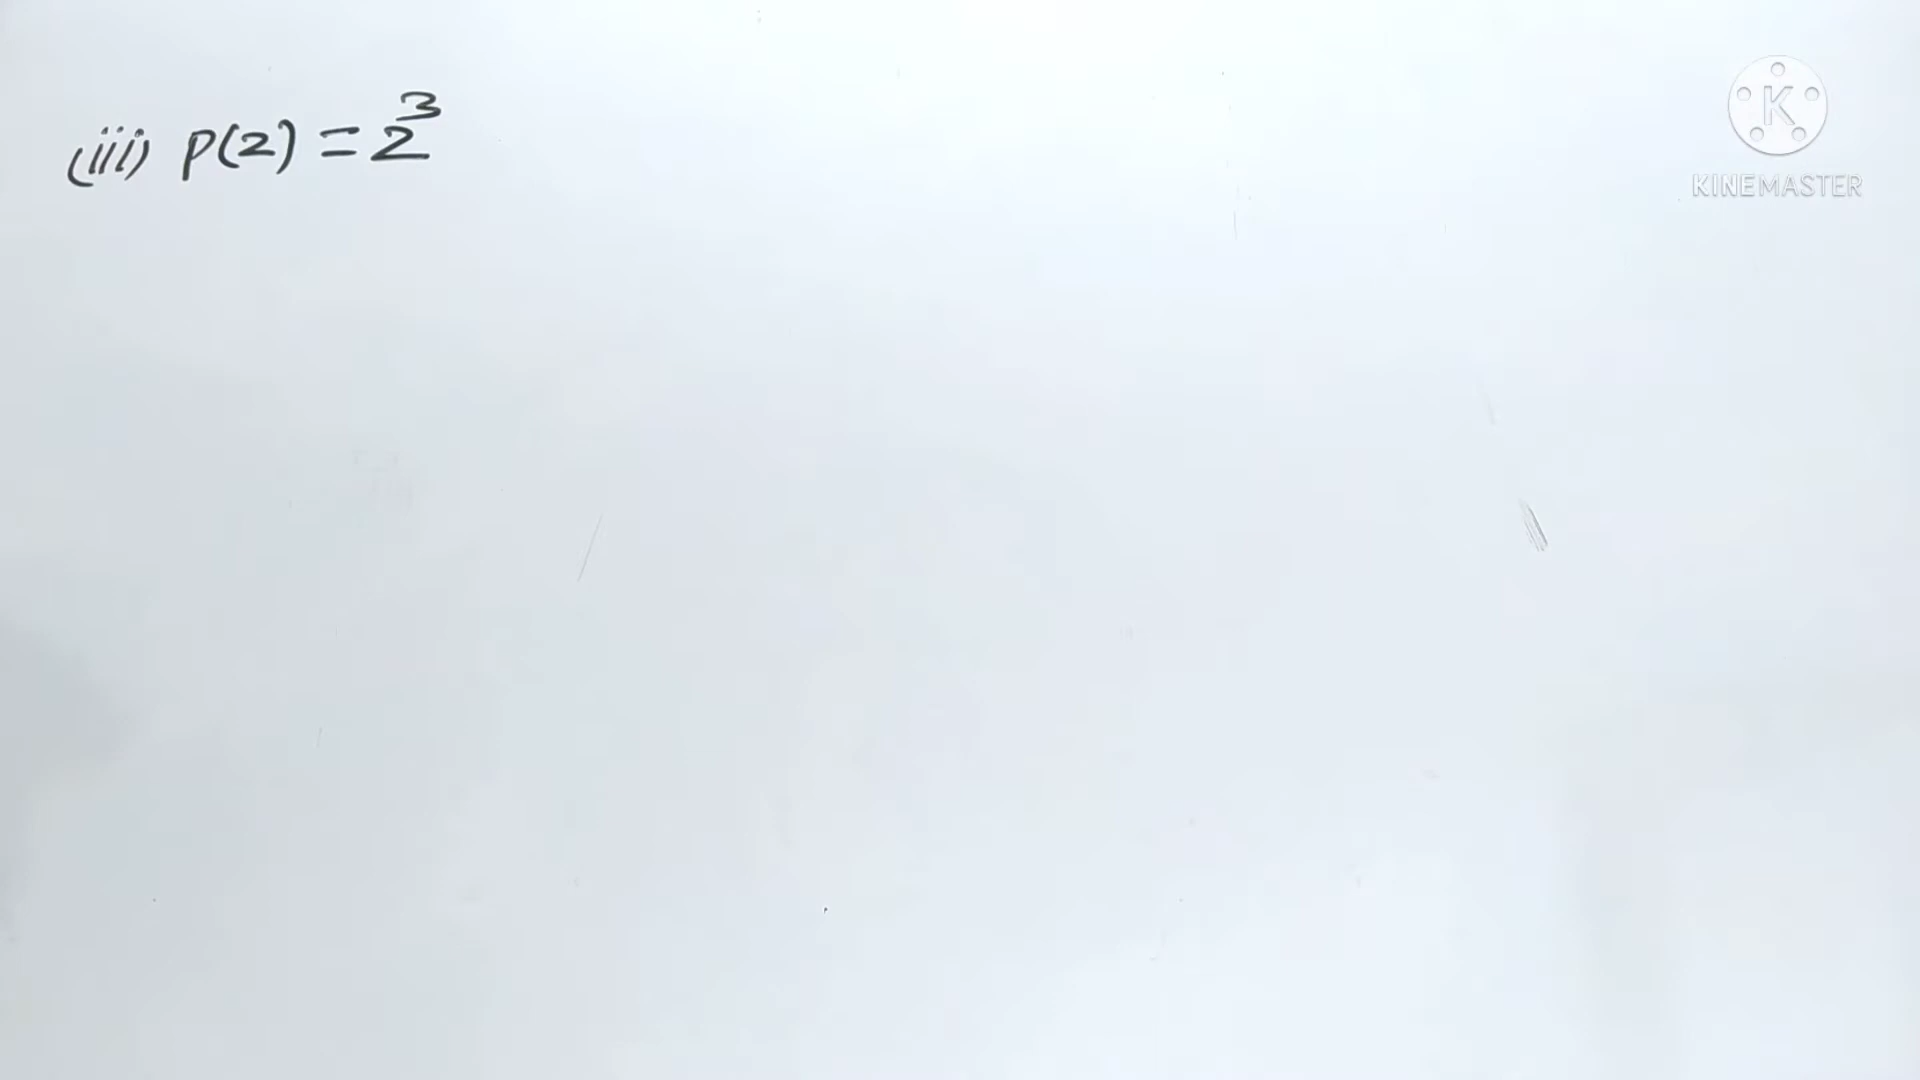 (iii) p(z) = z³
K
KINEMASTER